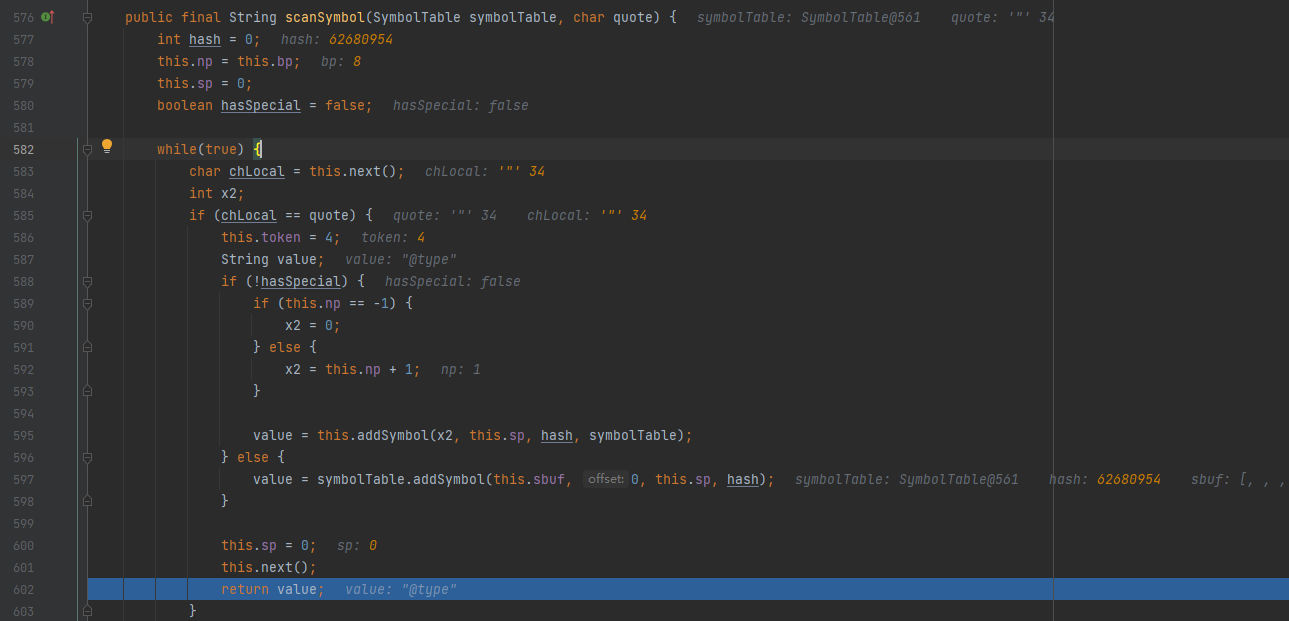 576 public final String scanSymbol(SymbolTable symbolTable, char quote) { symbolTable: SymbolTable@561 quote: '"' 34
577 int hash = 0; hash: 62680954
578 this.np = this.bp; bp: 8
579 this.sp = 0;
580 boolean hasSpecial = false; hasSpecial: false
581
582 while(true) {
583 char chLocal = this.next(); chLocal: '"' 34
584 int x2;
585 if (chLocal == quote) { quote: '"' 34 chLocal: '"' 34
586 this.token = 4; token: 4
587 String value; value: "@type"
588 if (!hasSpecial) { hasSpecial: false
589 if (this.np == -1) {
590 x2 = 0;
591 } else {
592 x2 = this.np + 1; np: 1
593 }
594
595 value = this.addSymbol(x2, this.sp, hash, symbolTable);
596 } else {
597 value = symbolTable.addSymbol(this.sbuf, offset: 0, this.sp, hash); symbolTable: SymbolTable@561 hash: 62680954 sbuf: [, , ,
598 }
599
600 this.sp = 0; sp: 0
601 this.next();
602 return value; value: "@type"
603 }